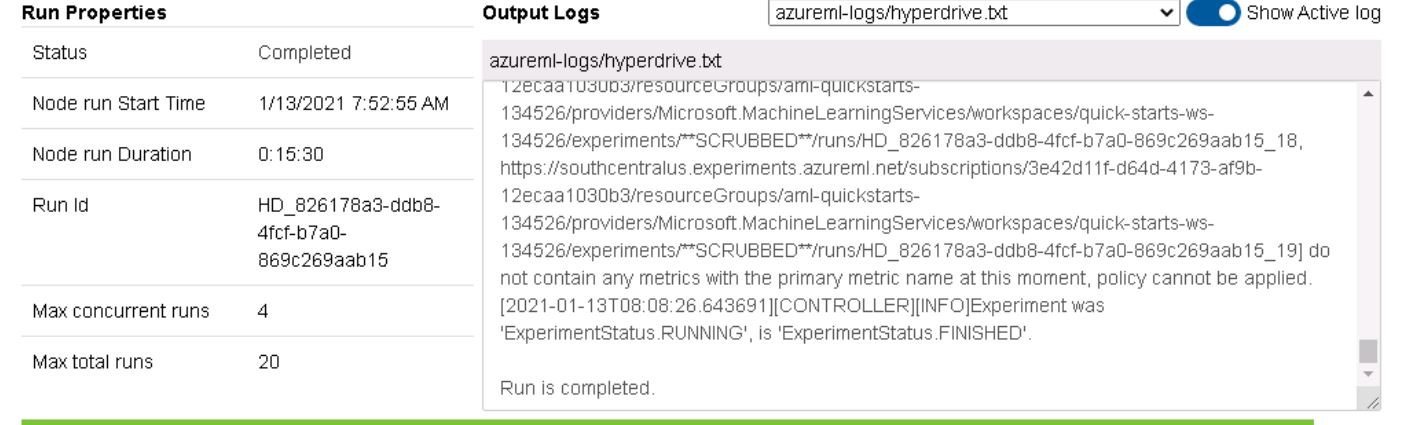 Run Properties
Output Logs
azureml-logs/hyperdrive.txt
Show Active log
Status
Completed
Node run Start Time
1/13/2021 7:52:55 AM
Node run Duration
0:15:30
Run Id
HD_826178a3-ddb8-
4fcf-b7a0-
869c269aab15
Max concurrent runs
4
Max total runs
20
azureml-logs/hyperdrive.txt
12ecaa1030b3/resourceGroups/aml-quickstarts-
134526/providers/Microsoft.MachineLearningServices/workspaces/quick-starts-ws-
134526/experiments/**SCRUBBED**/runs/HD_826178a3-ddb8-4fcf-b7a0-869c269aab15_18,
https://southcentralus.experiments.azureml.net/subscriptions/3e42d11f-d64d-4173-af9b-
12ecaa1030b3/resourceGroups/aml-quickstarts-
134526/providers/Microsoft.MachineLearningServices/workspaces/quick-starts-ws-
134526/experiments/**SCRUBBED**/runs/HD_826178a3-ddb8-4fcf-b7a0-869c269aab15_19] do
not contain any metrics with the primary metric name at this moment, policy cannot be applied.
[2021-01-13T08:08:26.643691][CONTROLLER][INFO]Experiment was
'ExperimentStatus.RUNNING', is 'ExperimentStatus.FINISHED'.
Run is completed.